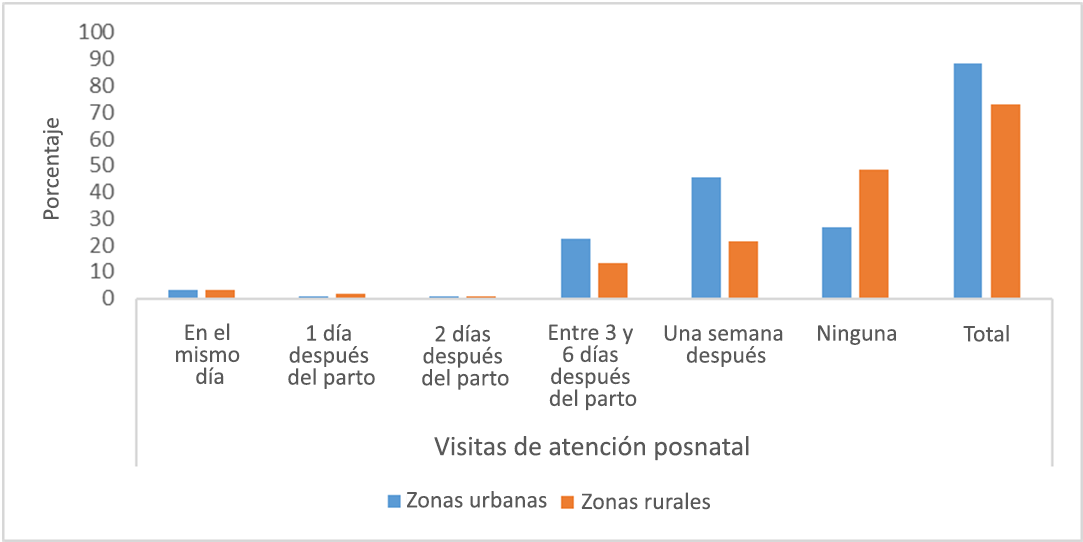 100
90
80
70
60
50
40
30
20
10
0
Porcentaje
En el
mismo
día
1 día
después
del parto
2 días
después
del parto
Entre 3 y
6 días
después
del parto
Una semana
después
Ninguna
Total
Visitas de atención posnatal
Zonas urbanas
Zonas rurales